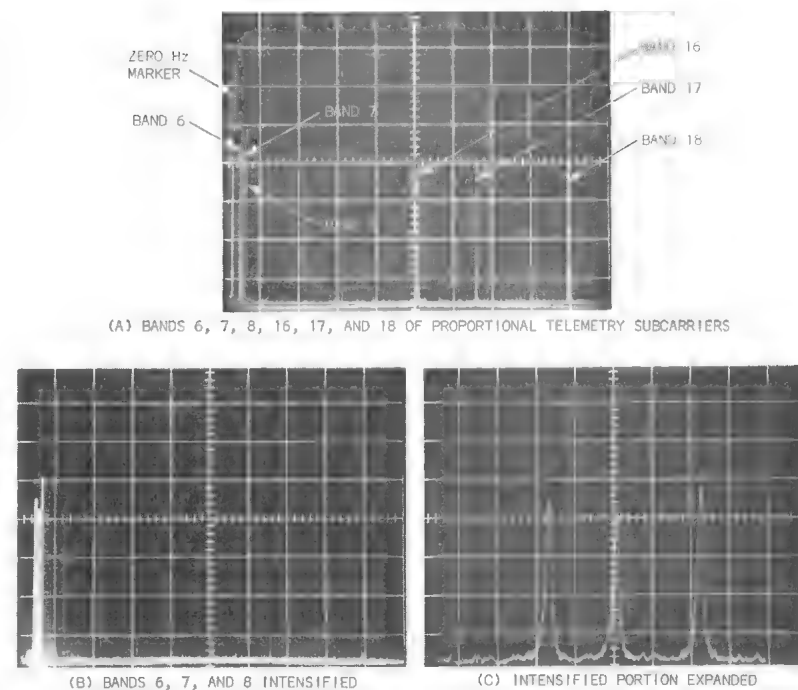 ZERO Hz
MARKER
BAND 6
BAND 7
BAND 16
BAND 17
BAND 18
(A) BANDS 6, 7, 8, 16, 17, AND 18 OF PROPORTIONAL TELEMETRY SUBCARRIERS
(B) BANDS 6, 7, AND 8 INTENSIFIED
(C) INTENSIFIED PORTION EXPANDED